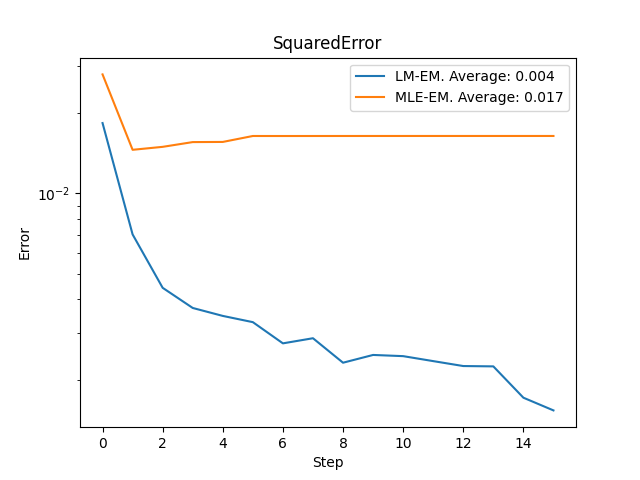 SquaredError
LM-EM. Average: 0.004
MLE-EM. Average: 0.017
10⁻²
Error
0 2 4 6 8 10 12 14
Step